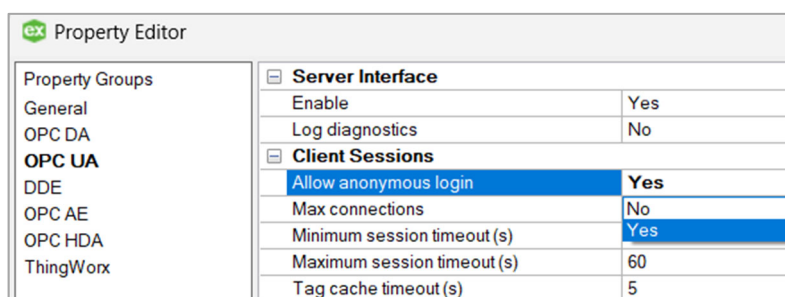 ex Property Editor
Property Groups
General
OPC DA
OPC UA
DDE
OPC AE
OPC HDA
ThingWorx
Server Interface
Enable Yes
Log diagnostics No
Client Sessions
Allow anonymous login Yes
Max connections No
Minimum session timeout (s) Yes
Maximum session timeout (s) 60
Tag cache timeout (s) 5